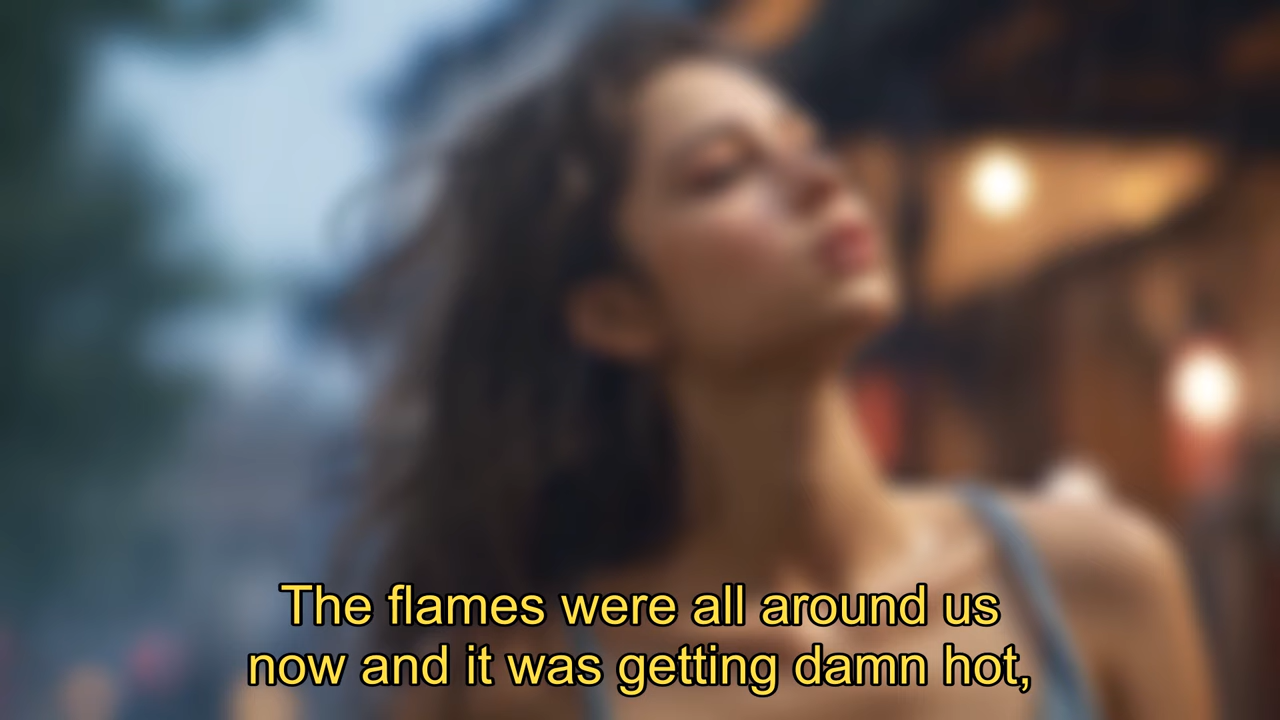 The flames were all around us
now and it was getting damn hot,